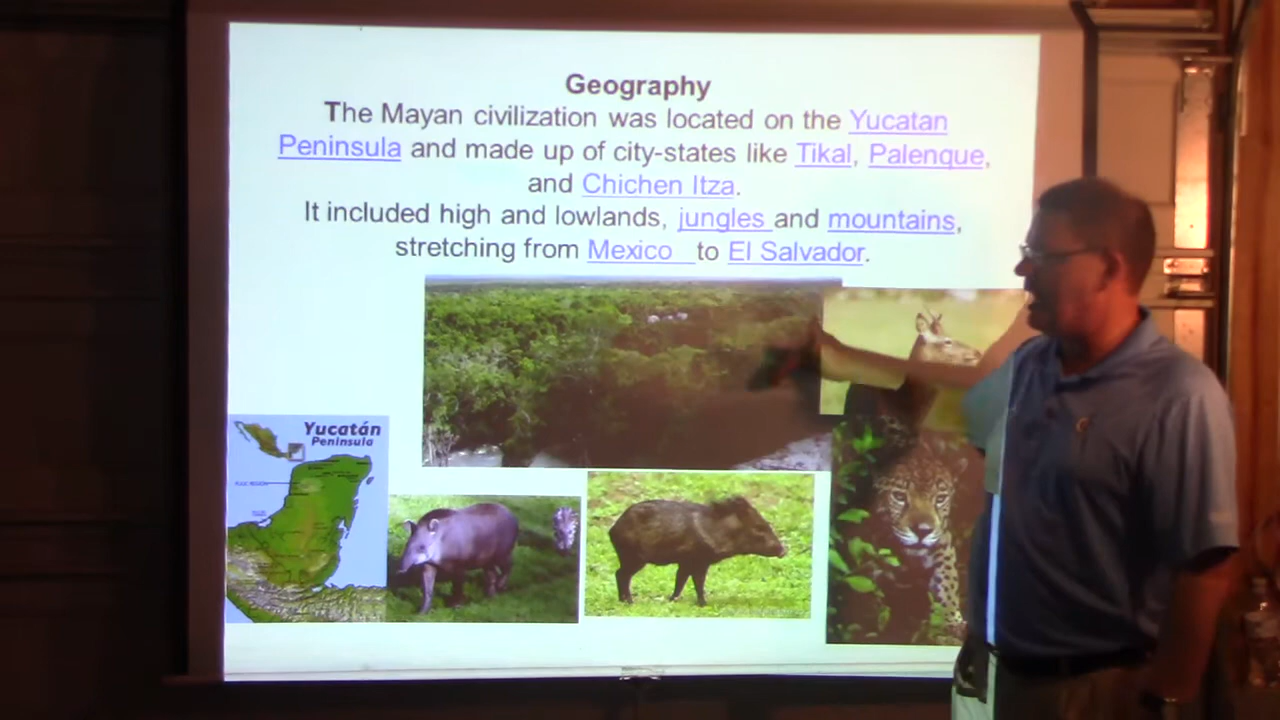 Geography
The Mayan civilization was located on the Yucatan
Peninsula and made up of city-states like Tikal, Palenque,
and Chichen Itza.
It included high and lowlands, jungles and mountains,
stretching from Mexico to El Salvador.
Yucatán
Peninsula